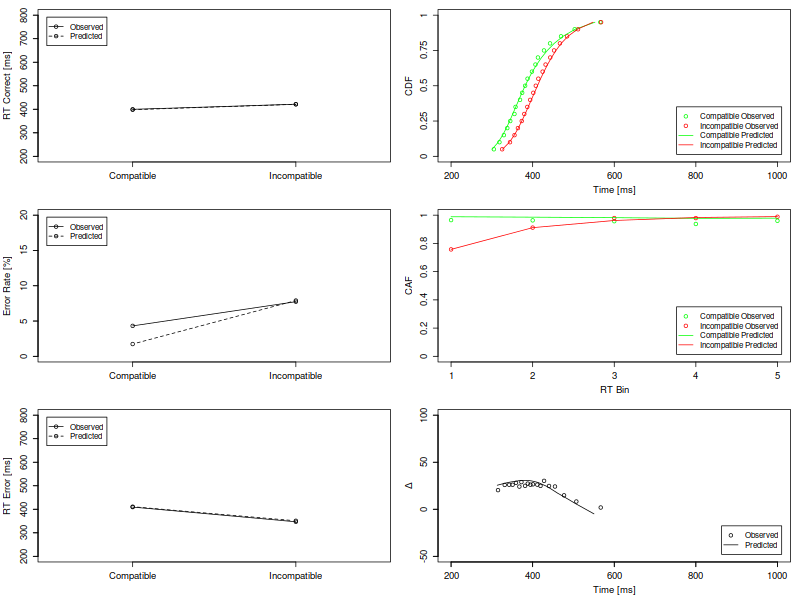 RT Correct [ms]
200 300 400 500 600 700 800
Observed
Predicted
Compatible Incompatible
CDF
0 0.25 0.5 0.75 1
Compatible Observed
Incompatible Observed
Compatible Predicted
Incompatible Predicted
200 400 600 800 1000
Time [ms]
Error Rate [%]
0 5 10 15 20
Observed
Predicted
Compatible Incompatible
CAF
0 0.2 0.4 0.6 0.8 1
Compatible Observed
Incompatible Observed
Compatible Predicted
Incompatible Predicted
1 2 3 4 5
RT Bin
RT Error [ms]
200 300 400 500 600 700 800
Observed
Predicted
Compatible Incompatible
Δ
-50 0 50 100
Observed
Predicted
200 400 600 800 1000
Time [ms]